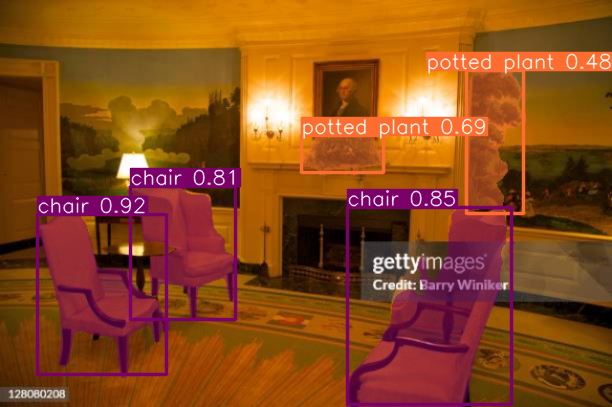 potted plant 0.48
potted plant 0.69
chair 0.81
chair 0.85
chair 0.92
gettyimages
Credit: Barry Winiker
128080208